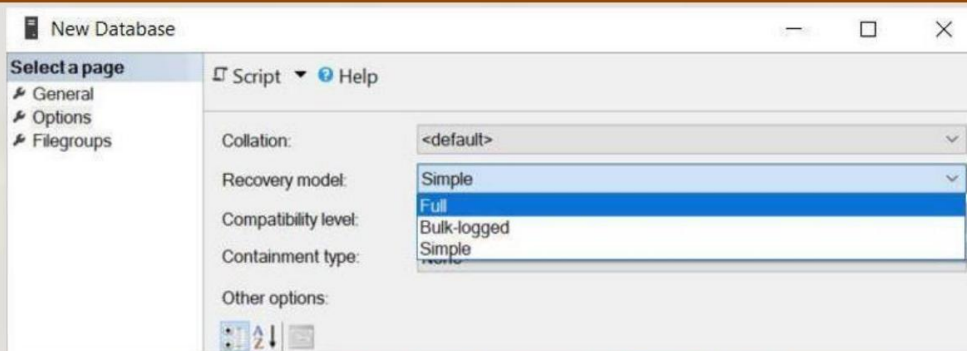 New Database
Select a page
General
Options
Filegroups
Script Help
Collation: <default>
Recovery model: Simple
Full
Compatibility level:
Bulk-logged
Simple
Containment type:
Other options: